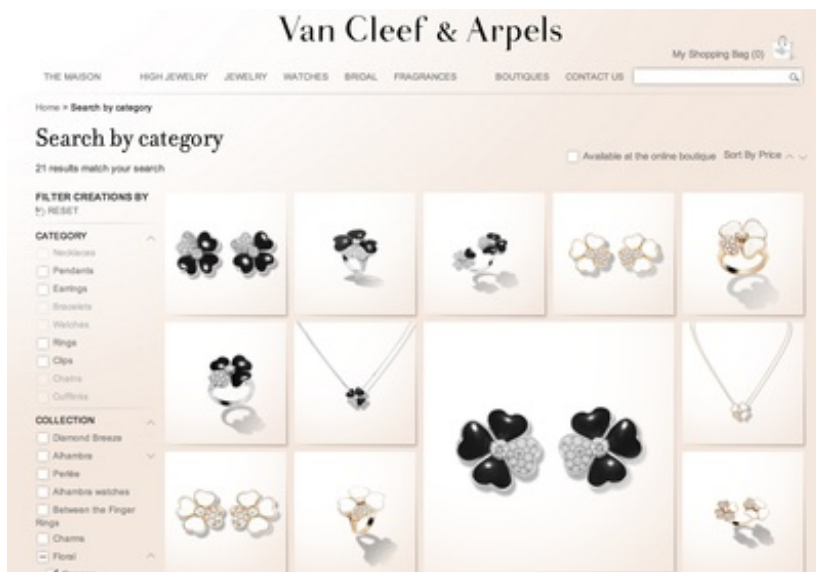 Van Cleef & Arpels
My Shopping Bag (0)
THE MAISON HIGH JEWELRY JEWELRY WATCHES BRIDAL FRAGRANCES BOUTIQUES CONTACT US
Home > Search by category
Search by category
21 results match your search
Available at the online boutique Sort By Price
FILTER CREATIONS BY
RESET
CATEGORY
Necklaces
Pendants
Earrings
Bracelets
Watches
Rings
Clips
Chains
Cufflinks
COLLECTION
Diamond Breeze
Alhambra
Perlée
Alhambra watches
Between the Finger
Rings
Charms
Floral